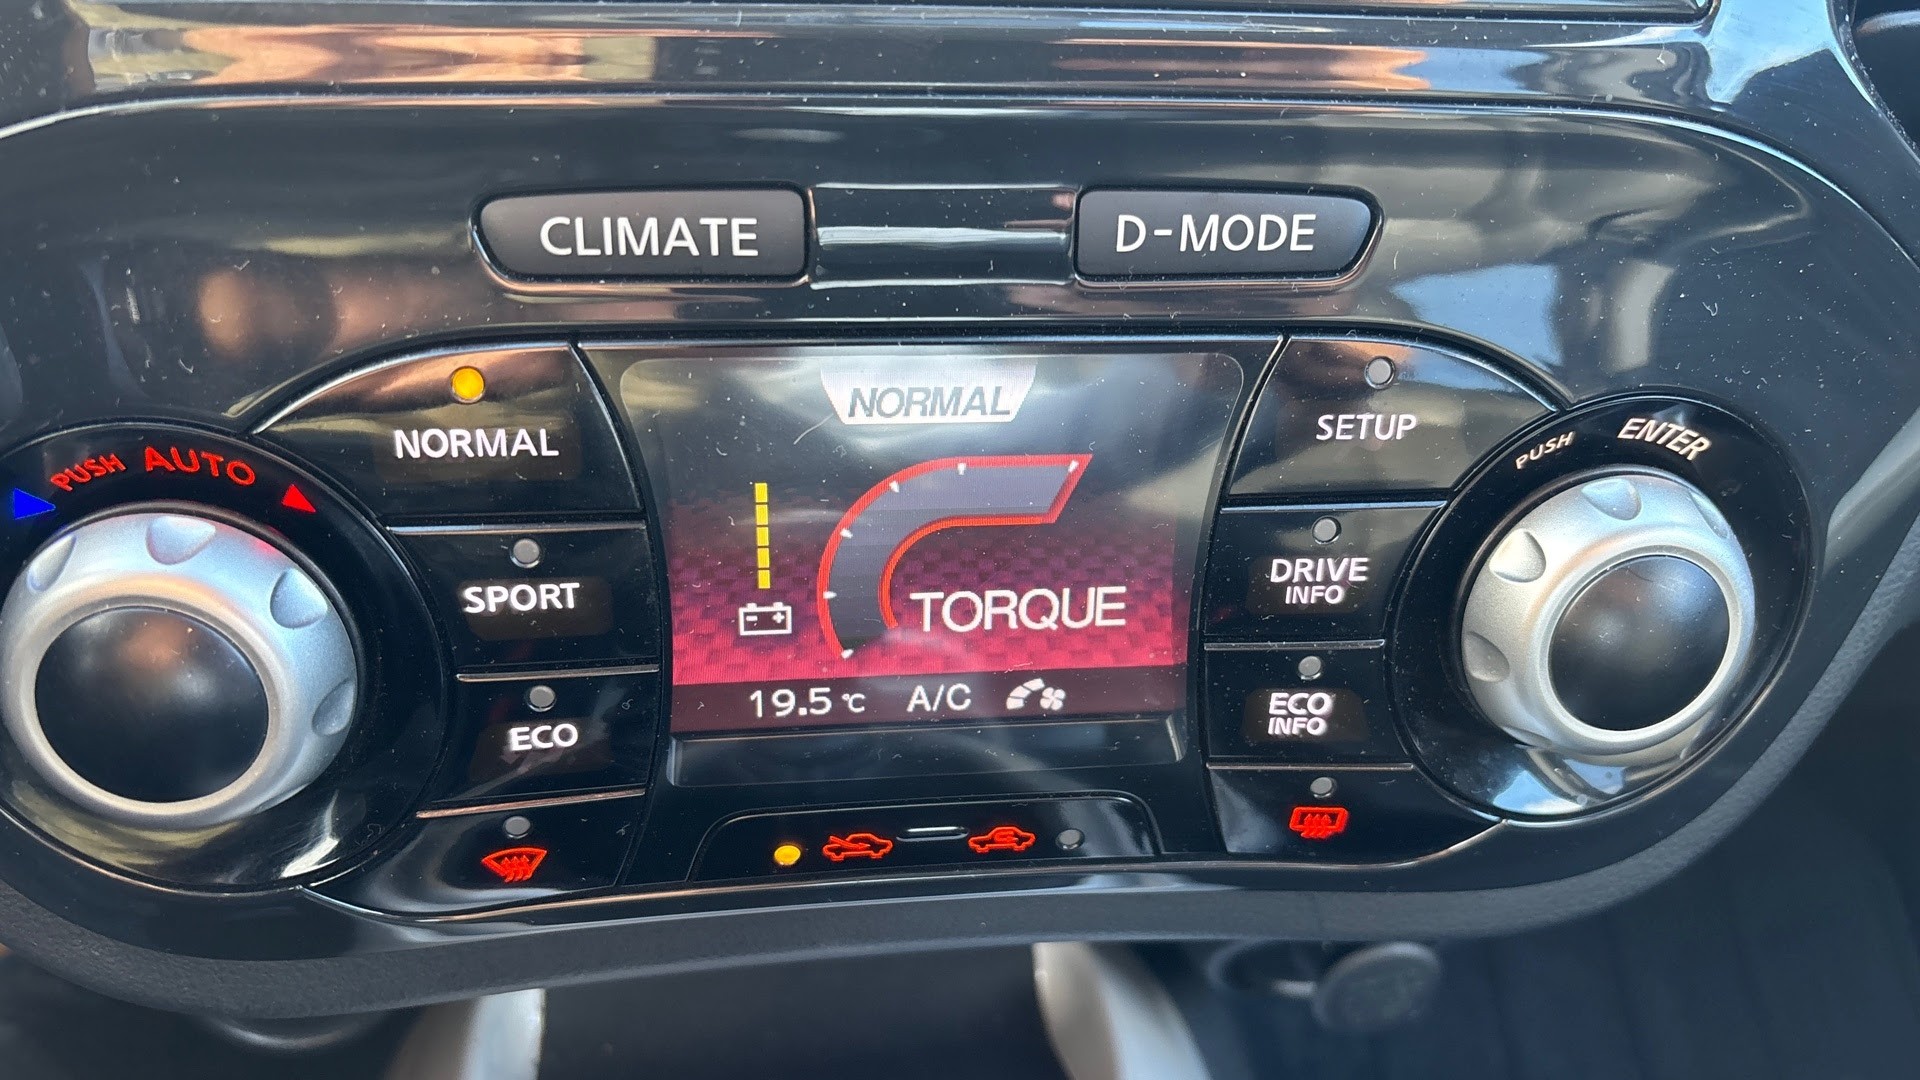 CLIMATE
D-MODE
NORMAL
NORMAL
SETUP
PUSH AUTO
PUSH ENTER
SPORT
TORQUE
DRIVE
INFO
ECO
19.5 °C A/C
ECO
INFO